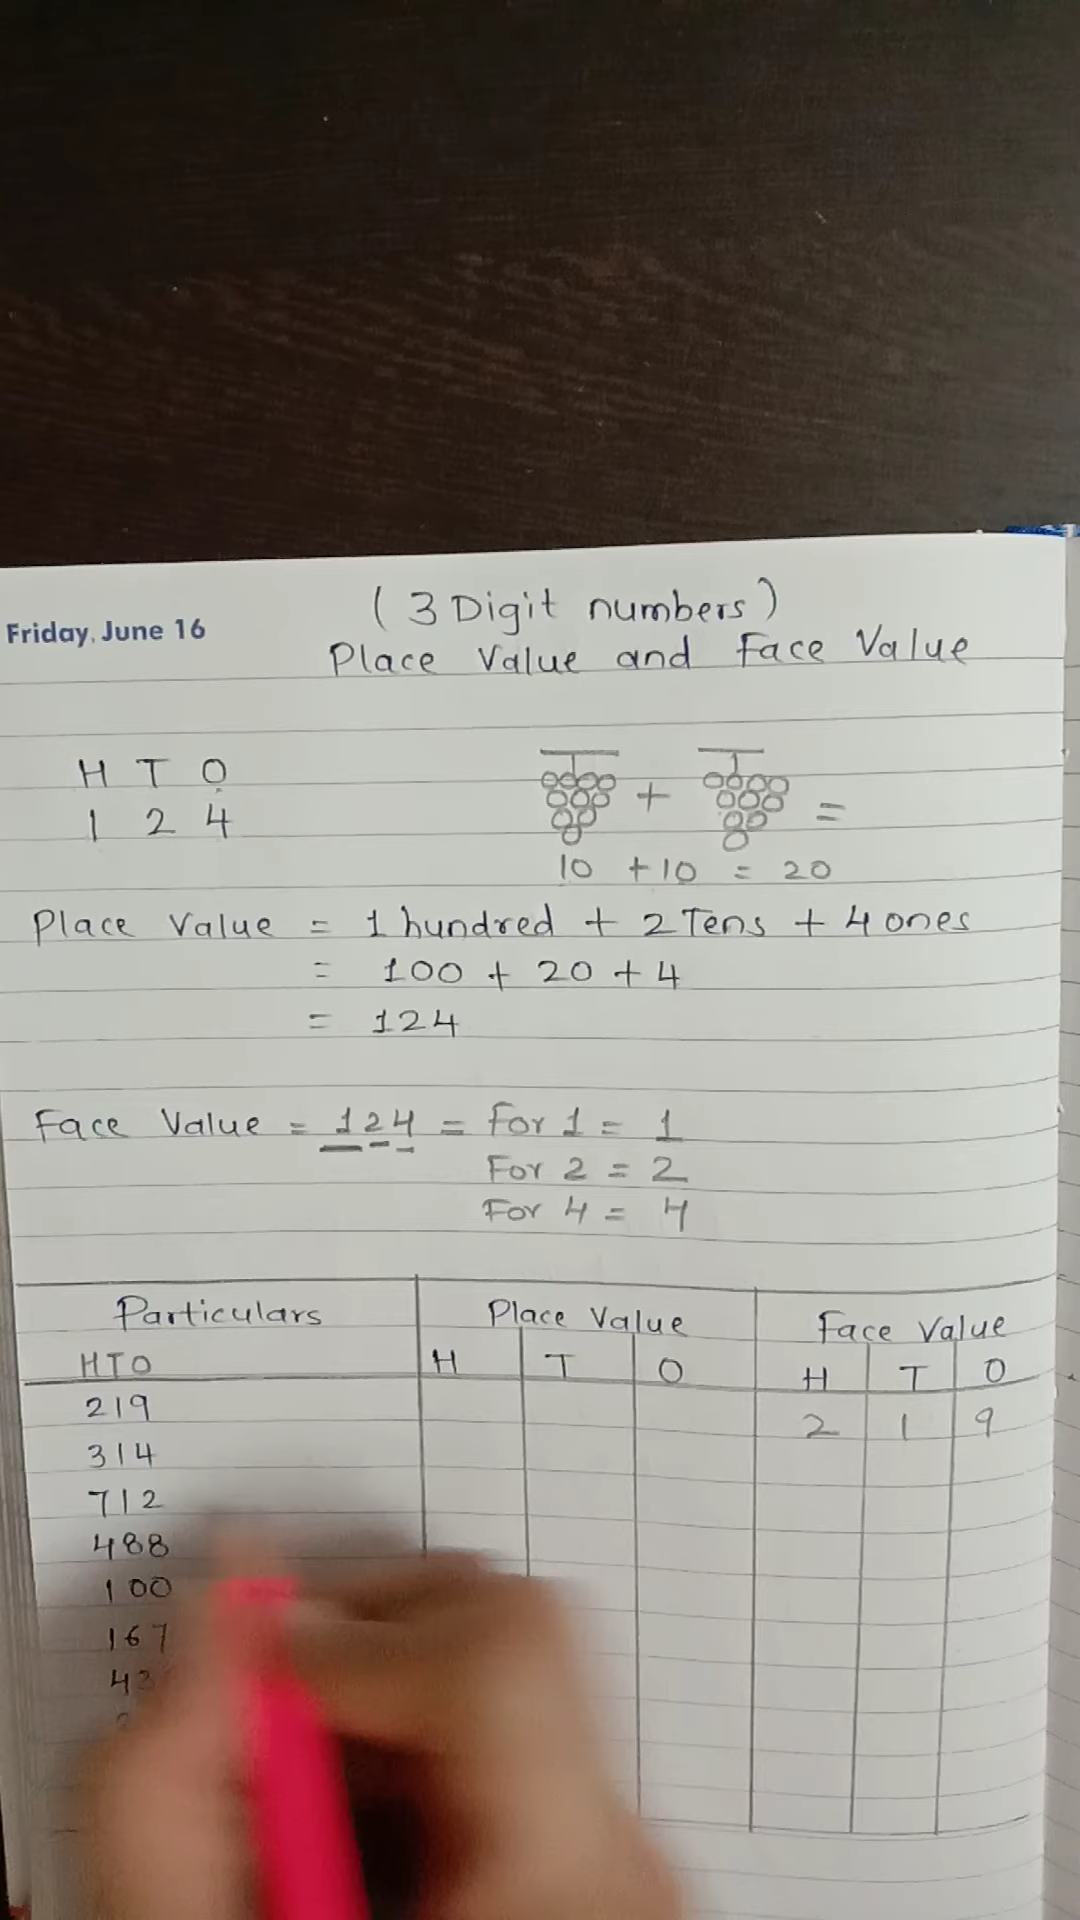 ( 3 Digit numbers )
Friday, June 16
Place Value and Face Value
H T O
1 2 4
+ =
10 + 10 = 20
Place Value = 1 hundred + 2 Tens + 4 ones
= 100 + 20 + 4
= 124
Face Value = 124 = For 1 = 1
For 2 = 2
For 4 = 4
Particulars Place Value Face Value
HTO H T O H T O
219 2 1 9
314
712
488
100
167
43